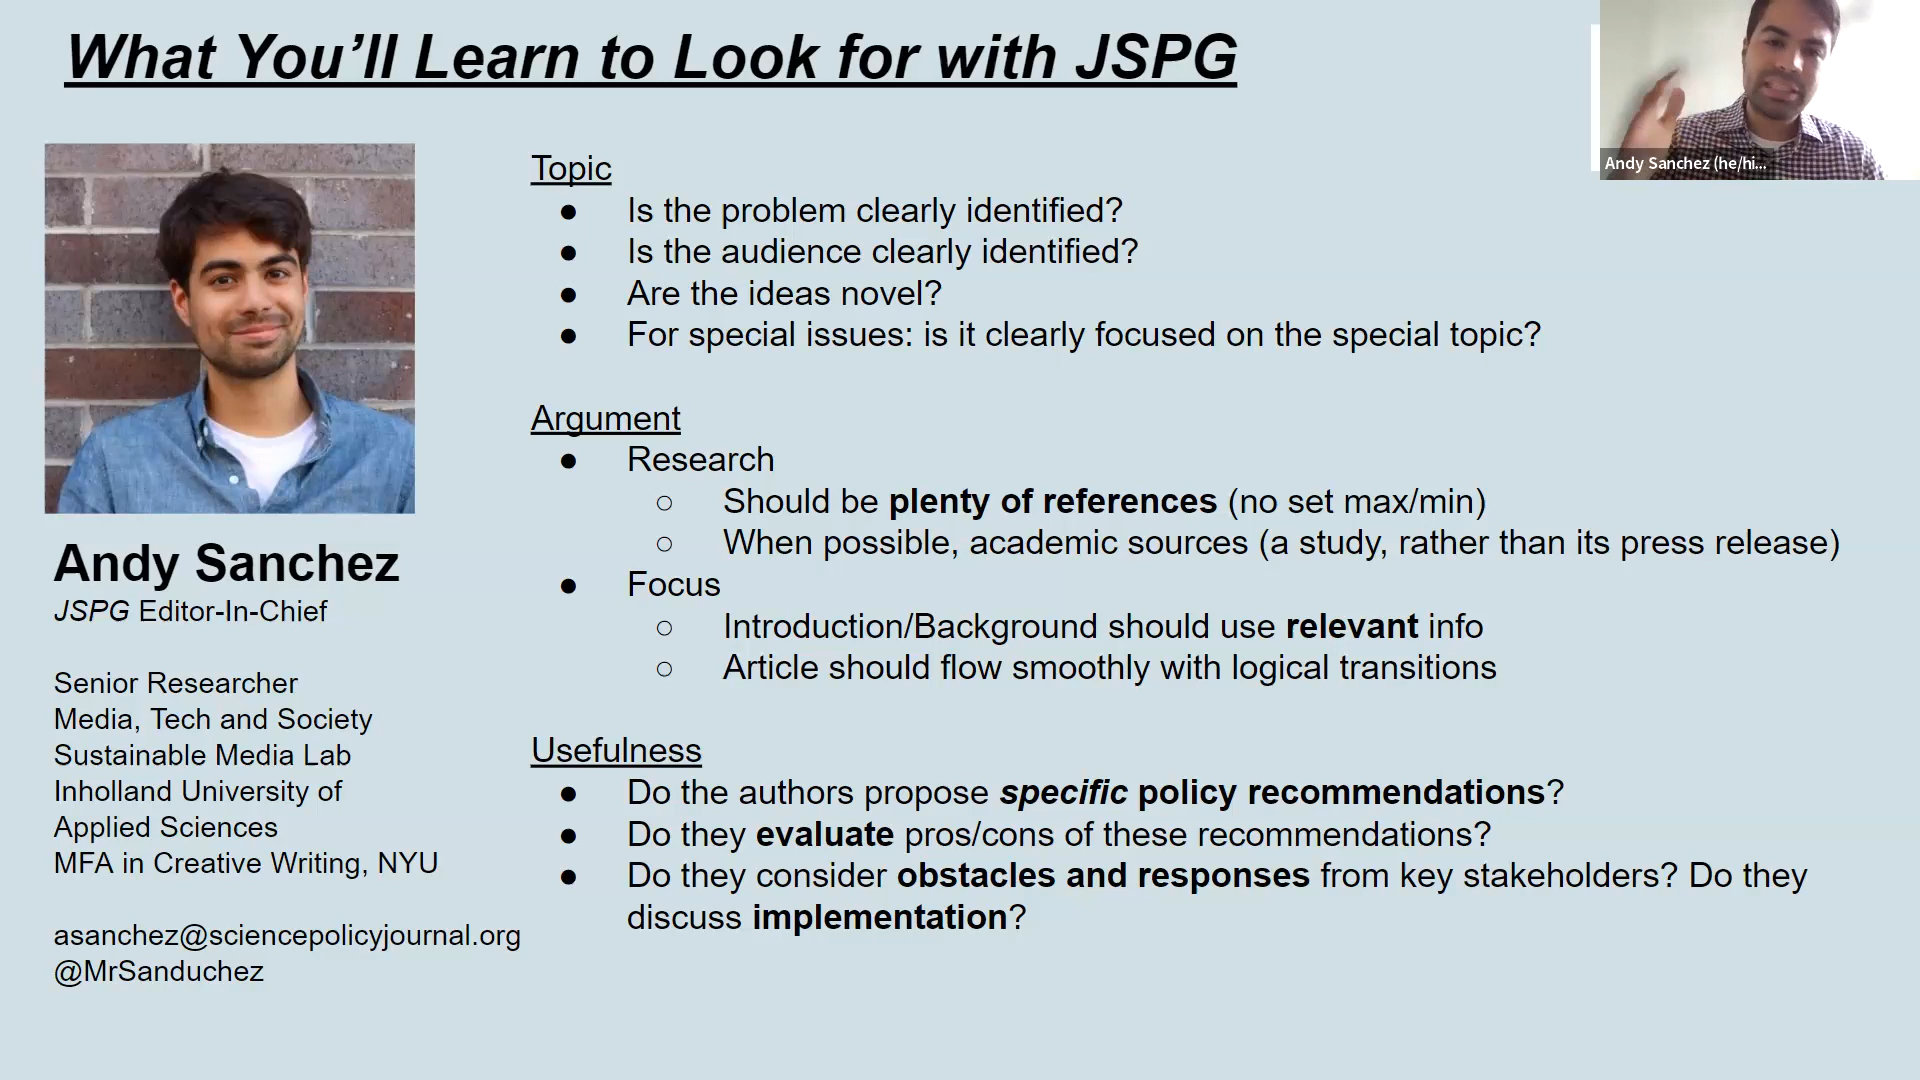 What You’ll Learn to Look for with JSPG
Andy Sanchez (he/hi...
Andy Sanchez
JSPG Editor-In-Chief
Senior Researcher
Media, Tech and Society
Sustainable Media Lab
Inholland University of
Applied Sciences
MFA in Creative Writing, NYU
asanchez@sciencepolicyjournal.org
@MrSanduchez
Topic
● Is the problem clearly identified?
● Is the audience clearly identified?
● Are the ideas novel?
● For special issues: is it clearly focused on the special topic?
Argument
● Research
○ Should be plenty of references (no set max/min)
○ When possible, academic sources (a study, rather than its press release)
● Focus
○ Introduction/Background should use relevant info
○ Article should flow smoothly with logical transitions
Usefulness
● Do the authors propose specific policy recommendations?
● Do they evaluate pros/cons of these recommendations?
● Do they consider obstacles and responses from key stakeholders? Do they
discuss implementation?